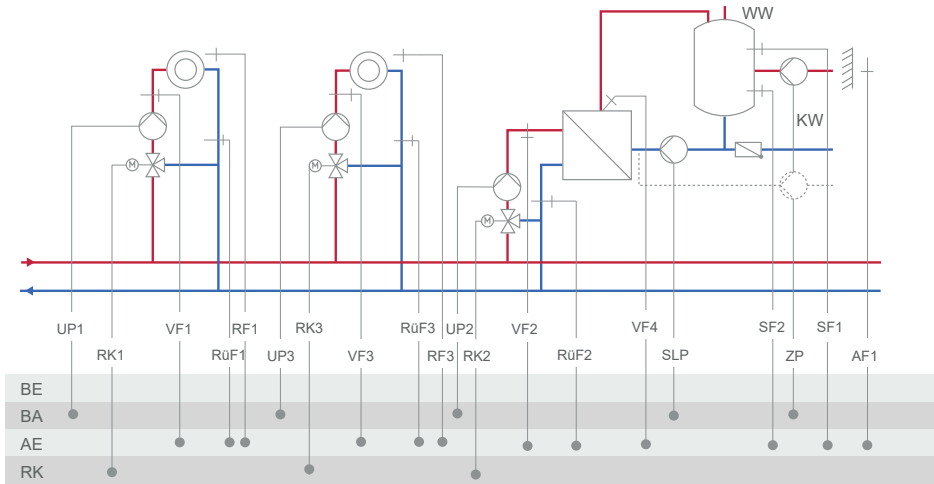 WW
KW
M
M
M
UP1
VF1
RF1
RK3
RüF3
UP2
VF2
VF4
SF2
SF1
RK1
RüF1
UP3
VF3
RF3
RK2
RüF2
SLP
ZP
AF1
BE
BA
AE
RK